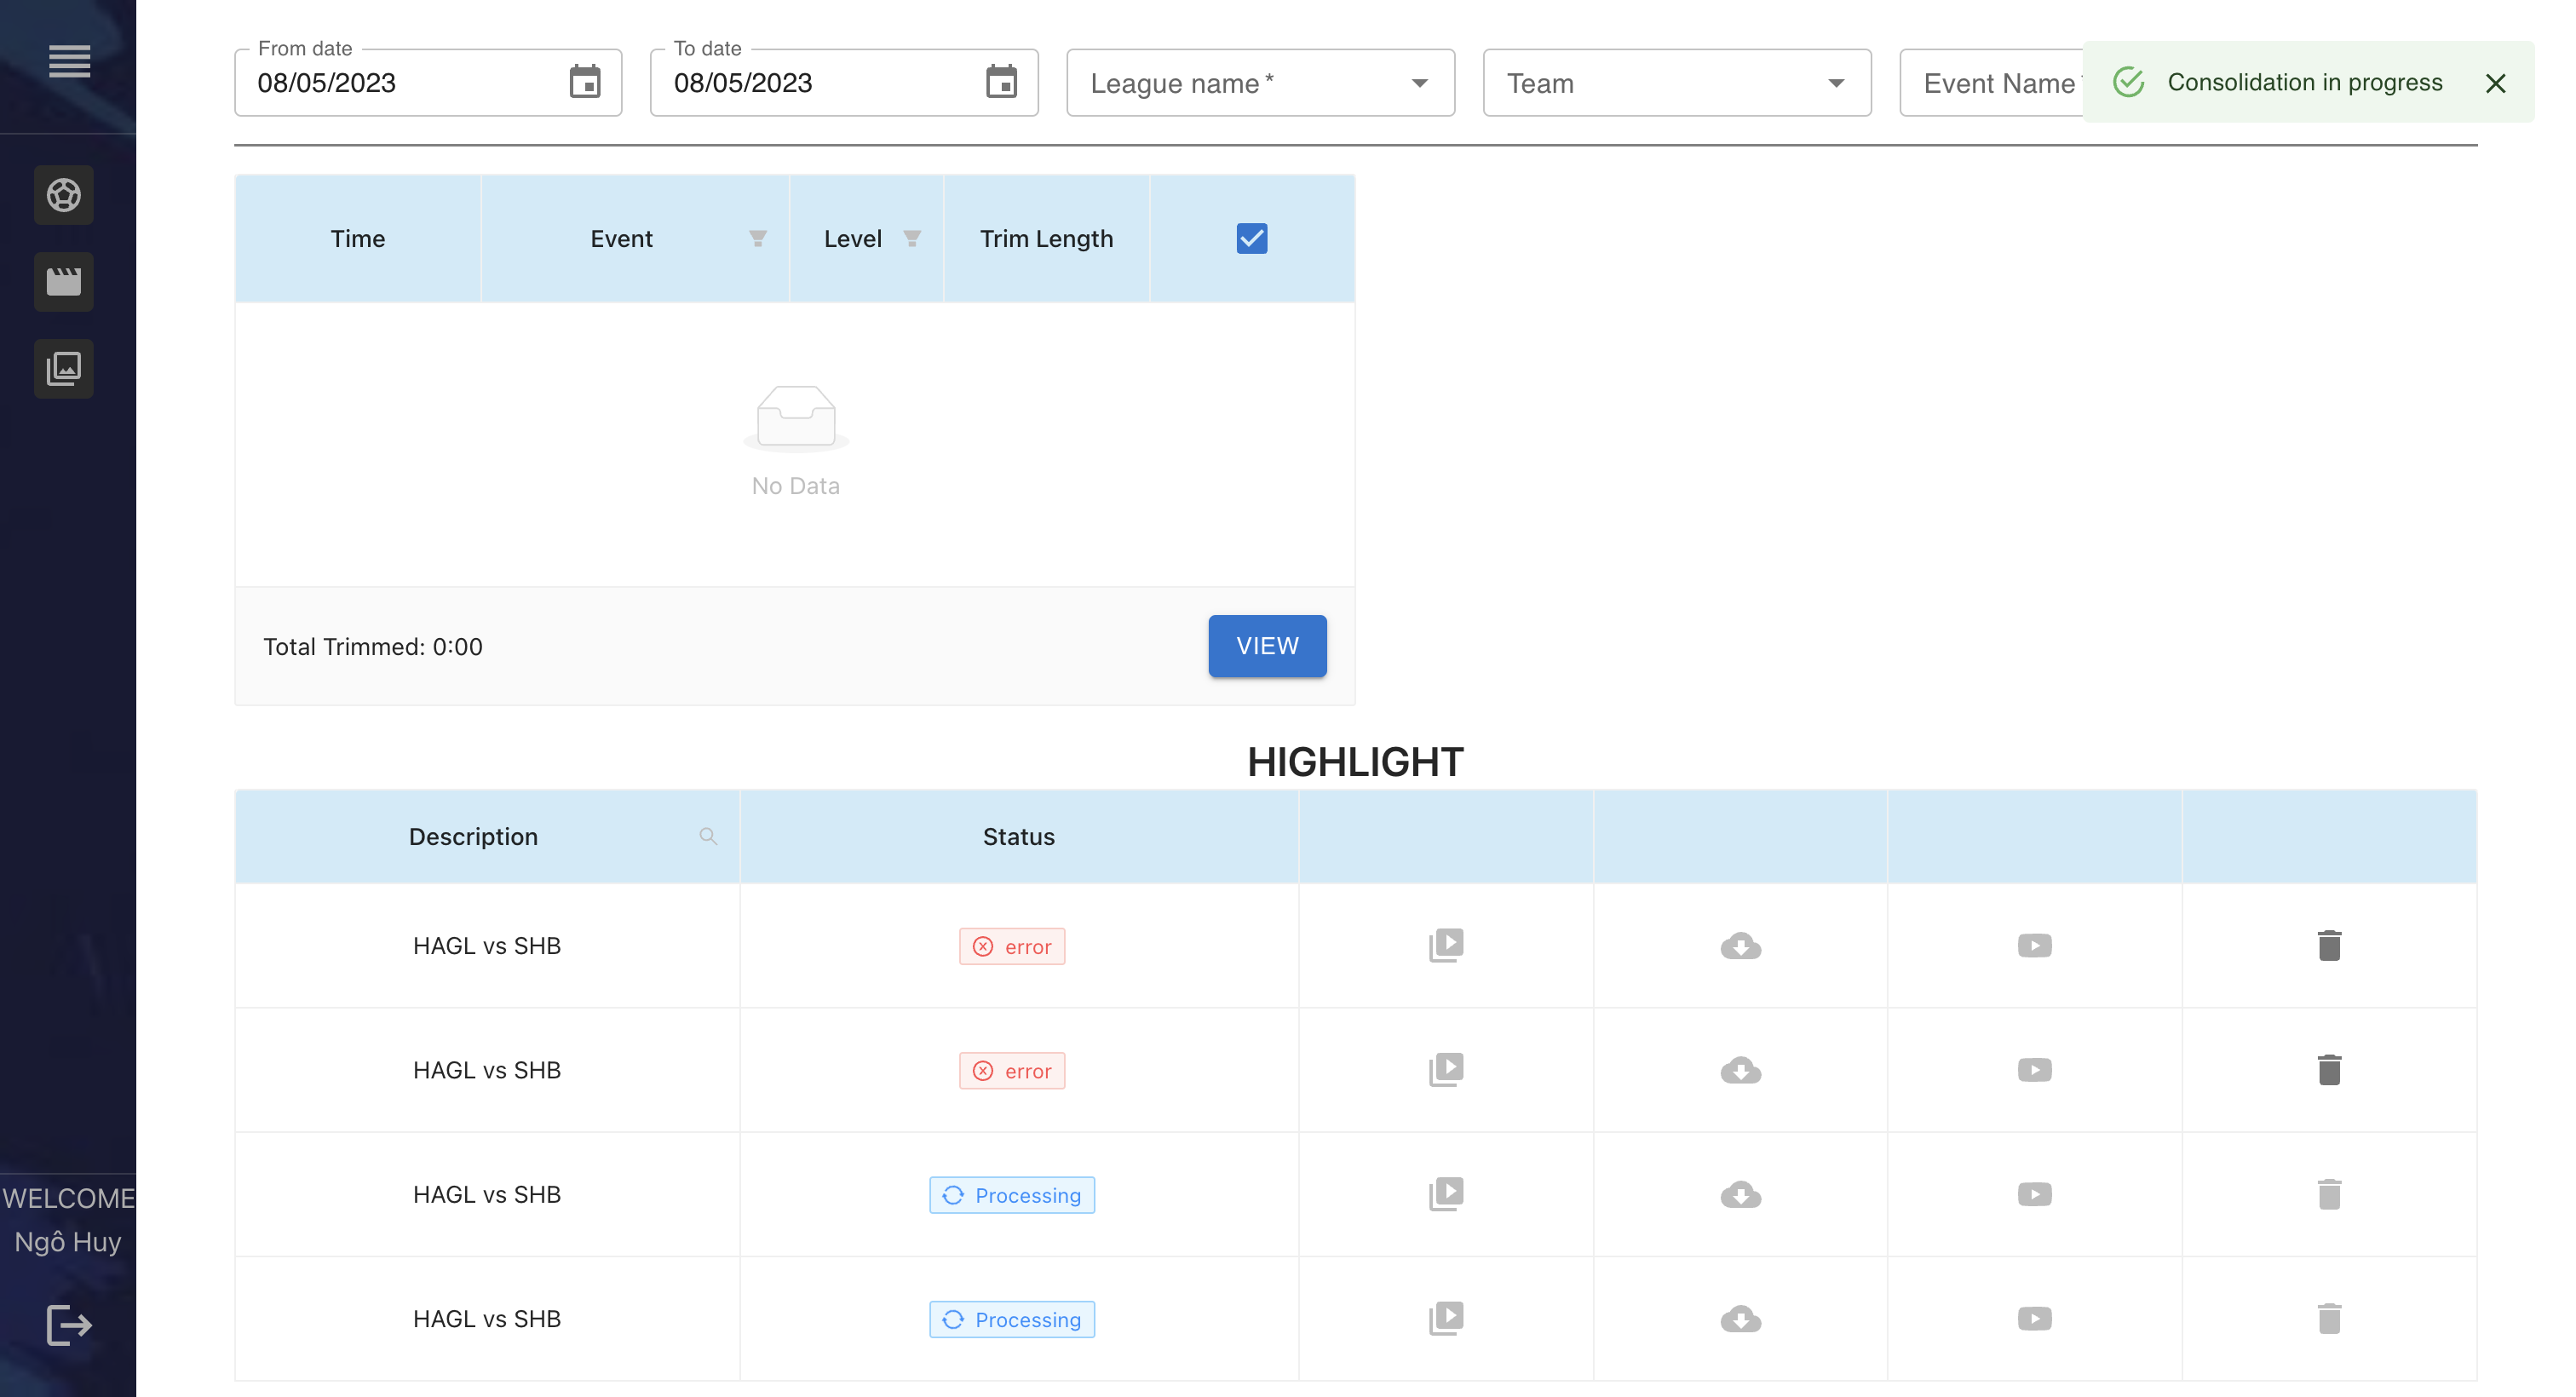 From date
08/05/2023
To date
08/05/2023
League name *
Team
Event Name
Consolidation in progress
Time Event Level Trim Length
No Data
Total Trimmed: 0:00
VIEW
HIGHLIGHT
Description Status
HAGL vs SHB error
HAGL vs SHB error
HAGL vs SHB Processing
HAGL vs SHB Processing
WELCOME
Ngô Huy